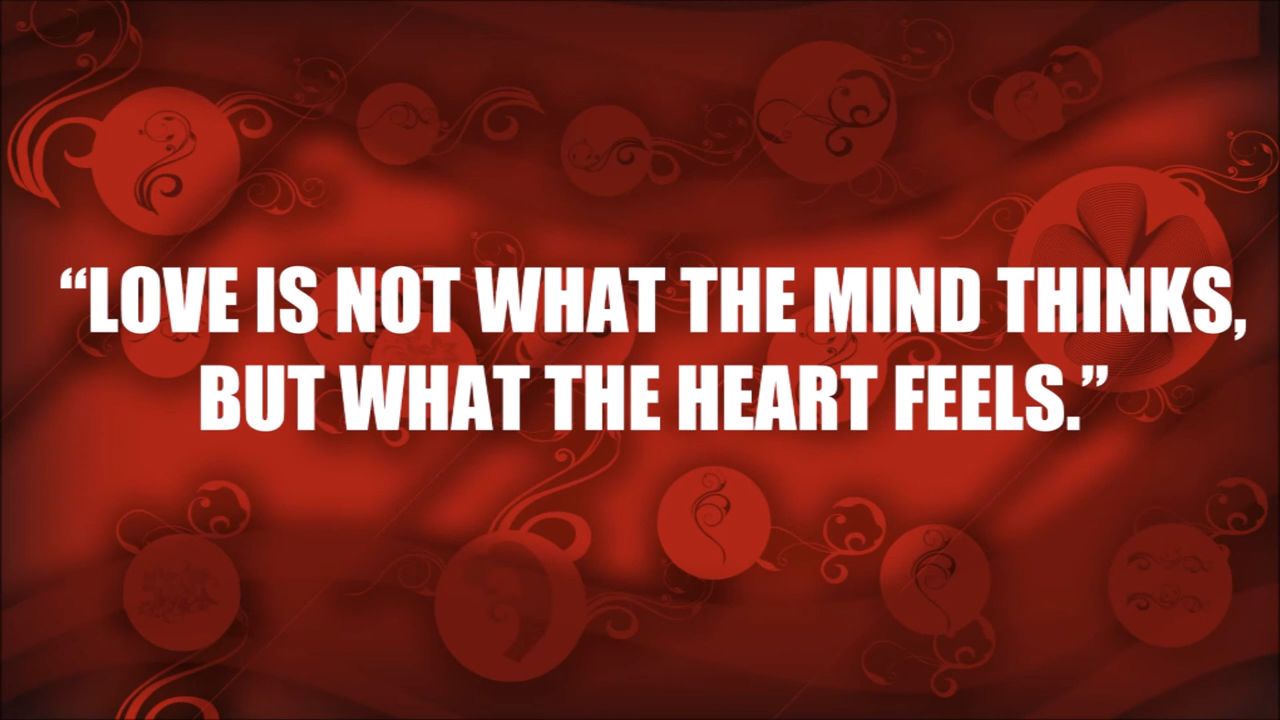 “LOVE IS NOT WHAT THE MIND THINKS,
BUT WHAT THE HEART FEELS.”